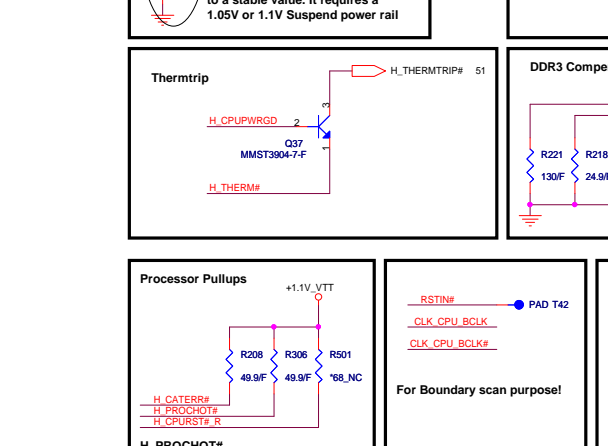 to a stable value. It requires a
1.05V or 1.1V Suspend power rail
Thermtrip
H_THERMTRIP# 51
3
H_CPUPWRGD 2
1
Q37
MMST3904-7-F
H_THERM#
DDR3 Compe
R221
130/F
R218
24.9/F
Processor Pullups
+1.1V_VTT
R208
49.9/F
R306
49.9/F
R501
*68_NC
H_CATERR#
H_PROCHOT#
H_CPURST#_R
H_PROCHOT#
RSTIN#
PAD T42
CLK_CPU_BCLK
CLK_CPU_BCLK#
For Boundary scan purpose!